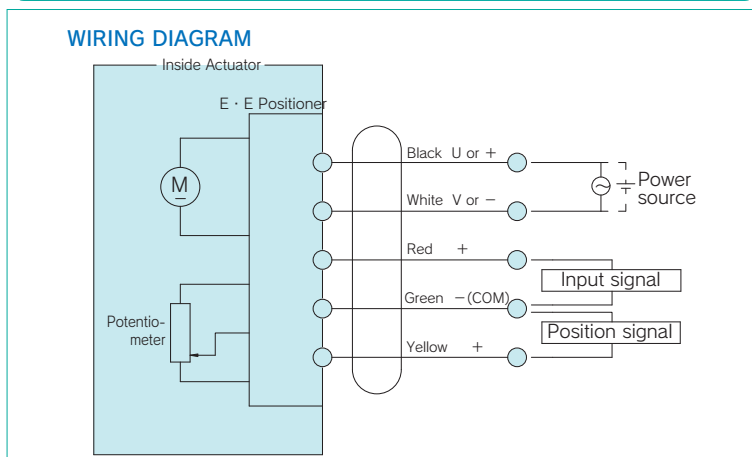 WIRING DIAGRAM
Inside Actuator
E・E Positioner
M
Black U or +
White V or −
Power
source
Red +
Input signal
Green −(COM)
Position signal
Potentio-
meter
Yellow +